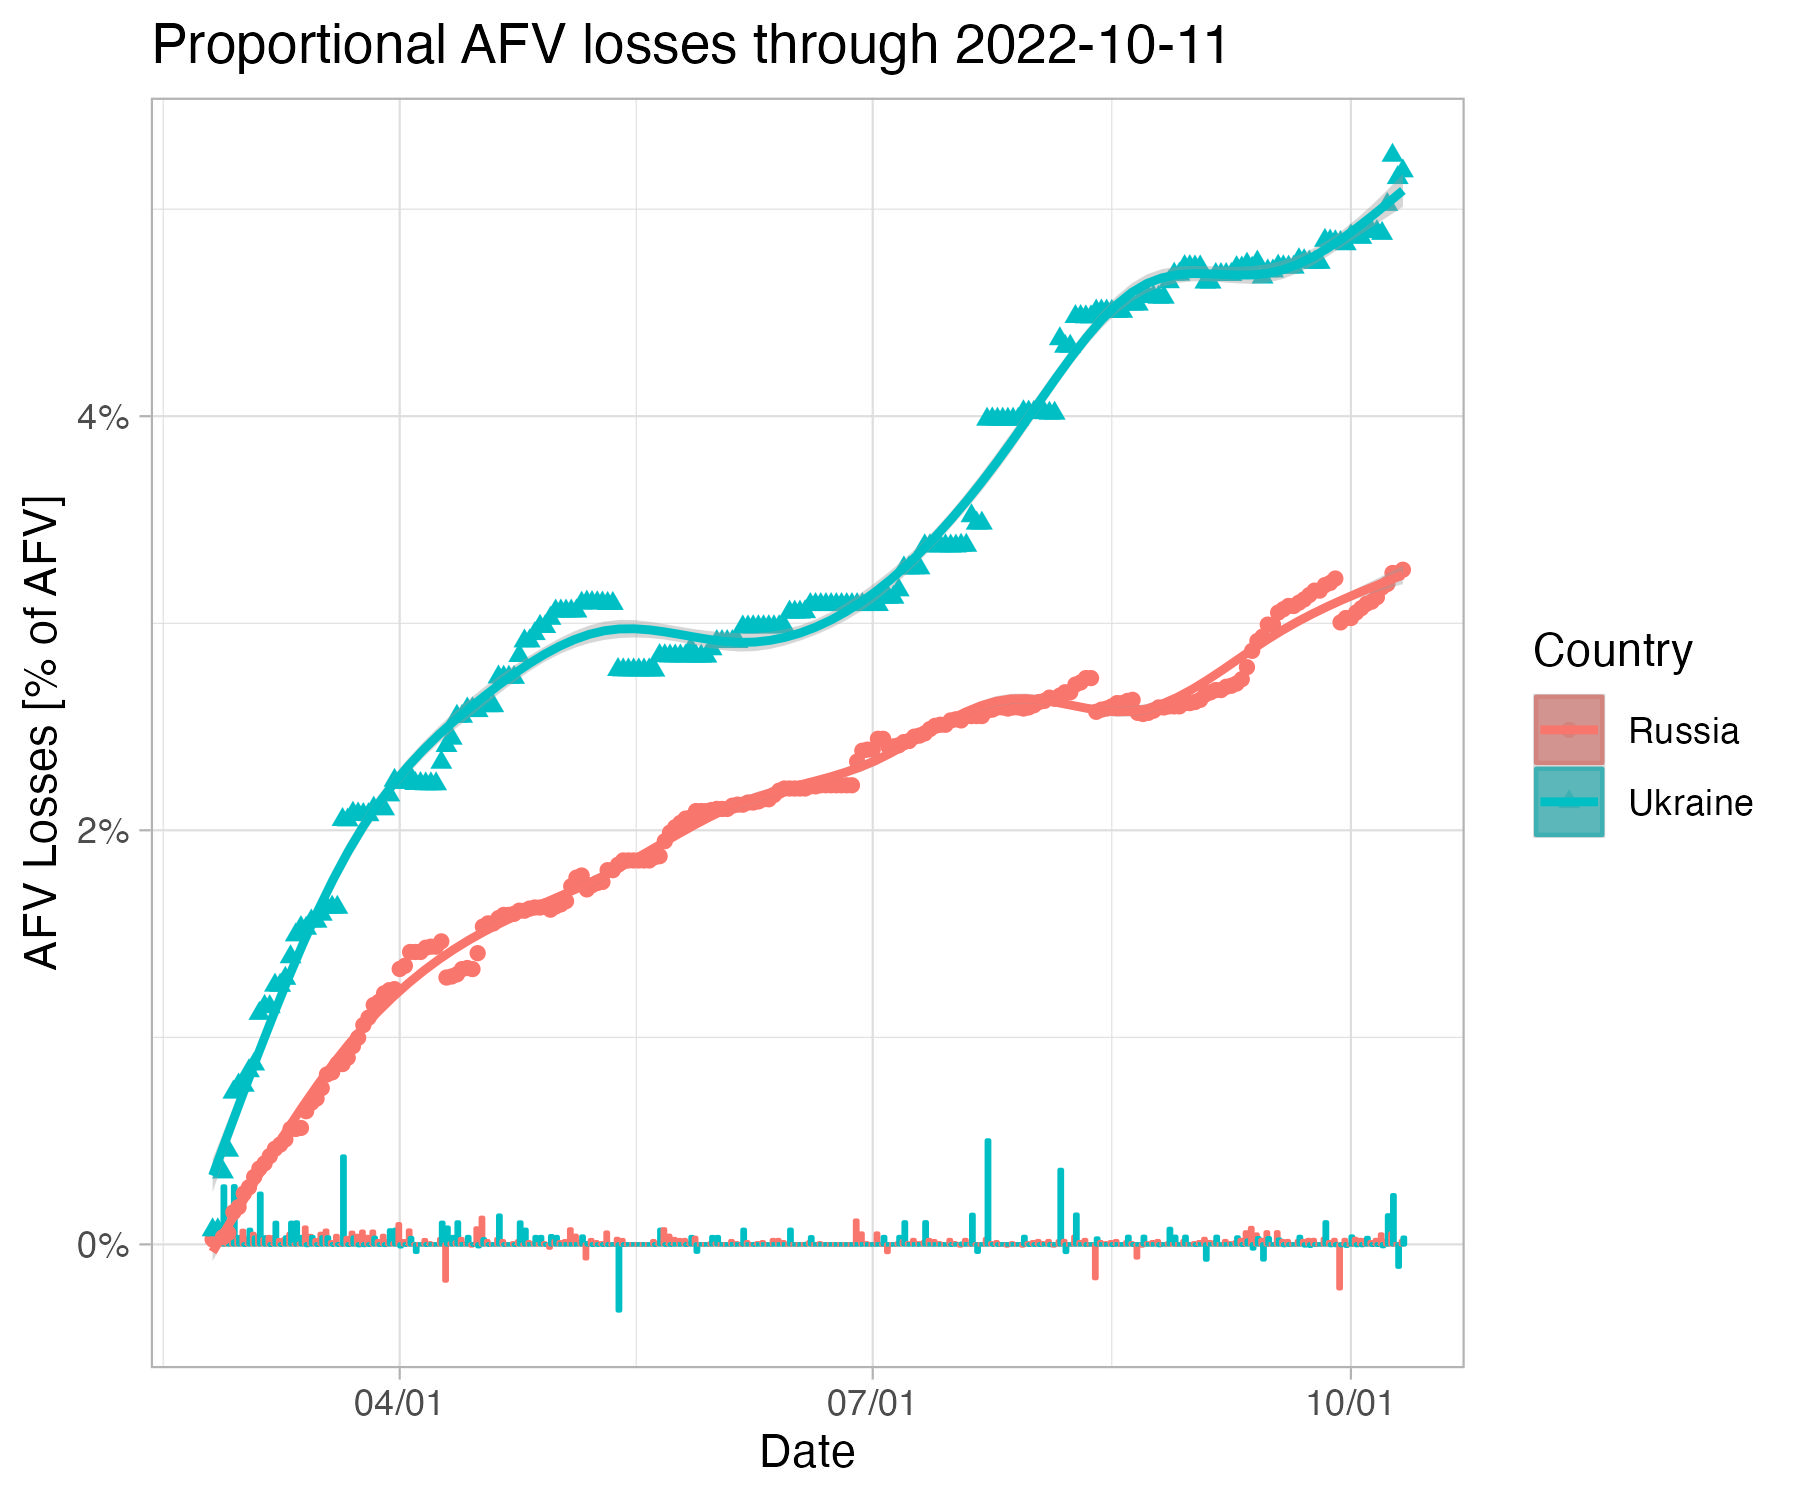 Proportional AFV losses through 2022-10-11
AFV Losses [% of AFV]
4%
2%
0%
04/01
07/01
10/01
Date
Country
Russia
Ukraine